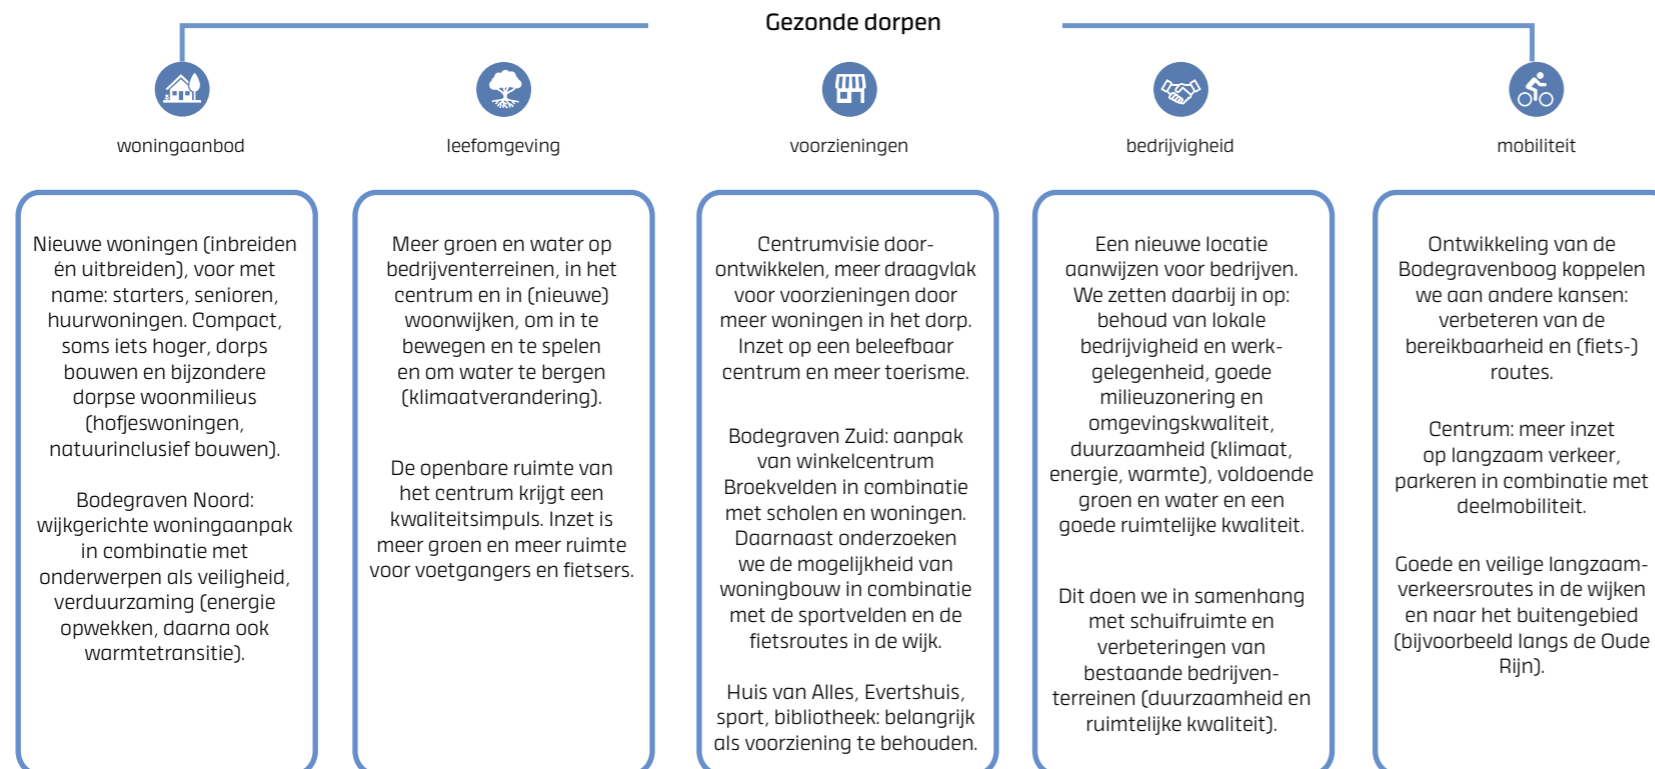 Gezonde dorpen
woningaanbod
Nieuwe woningen (inbreiden
én uitbreiden), voor met
name: starters, senioren,
huurwoningen. Compact,
soms iets hoger, dorps
bouwen en bijzondere
dorpse woonmilieus
(hofjeswoningen,
natuurinclusief bouwen).
Bodegraven Noord:
wijkgerichte woningaanpak
in combinatie met
onderwerpen als veiligheid,
verduurzaming (energie
opwekken, daarna ook
warmtetransitie).
leefomgeving
Meer groen en water op
bedrijventerreinen, in het
centrum en in (nieuwe)
woonwijken, om in te
bewegen en te spelen
en om water te bergen
(klimaatverandering).
De openbare ruimte van
het centrum krijgt een
kwaliteitsimpuls. Inzet is
meer groen en meer ruimte
voor voetgangers en fietsers.
voorzieningen
Centrumvisie door-
ontwikkelen, meer draagvlak
voor voorzieningen door
meer woningen in het dorp.
Inzet op een beleefbaar
centrum en meer toerisme.
Bodegraven Zuid: aanpak
van winkelcentrum
Broekvelden in combinatie
met scholen en woningen.
Daarnaast onderzoeken
we de mogelijkheid van
woningbouw in combinatie
met de sportvelden en de
fietsroutes in de wijk.
Huis van Alles, Evertshuis,
sport, bibliotheek: belangrijk
als voorziening te behouden.
bedrijvigheid
Een nieuwe locatie
aanwijzen voor bedrijven.
We zetten daarbij in op:
behoud van lokale
bedrijvigheid en werk-
gelegenheid, goede
milieuzonering en
omgevingskwaliteit,
duurzaamheid (klimaat,
energie, warmte), voldoende
groen en water en een
goede ruimtelijke kwaliteit.
Dit doen we in samenhang
met schuifruimte en
verbeteringen van
bestaande bedrijven-
terreinen (duurzaamheid en
ruimtelijke kwaliteit).
mobiliteit
Ontwikkeling van de
Bodegravenboog koppelen
we aan andere kansen:
verbeteren van de
bereikbaarheid en (fiets-)
routes.
Centrum: meer inzet
op langzaam verkeer,
parkeren in combinatie met
deelmobiliteit.
Goede en veilige langzaam-
verkeersroutes in de wijken
en naar het buitengebied
(bijvoorbeeld langs de Oude
Rijn).